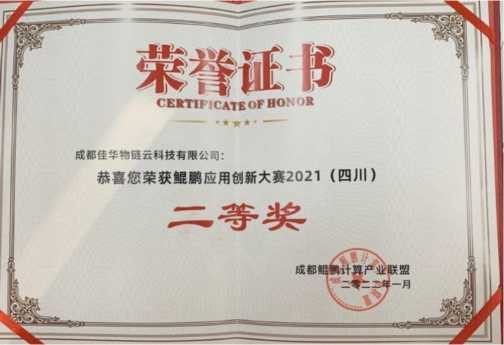 荣誉证书
CERTIFICATE OF HONOR
成都佳华物链云科技有限公司：
恭喜您荣获鲲鹏应用创新大赛2021（四川）
二等奖
成都鲲鹏计算产业联盟
二零二二年一月